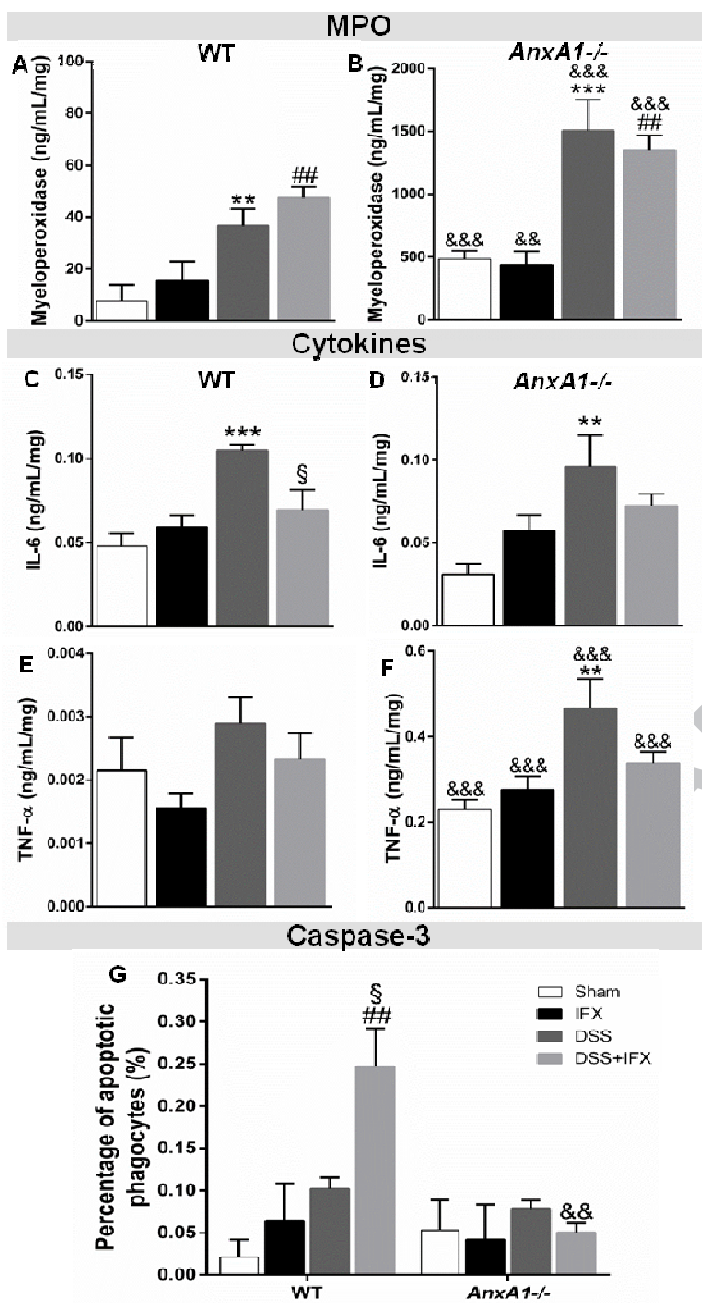 MPO
A
WT
Myeloperoxidase (ng/mL/mg)
100
80
60
40
20
0
**
##
B
AnxA1-/-
Myeloperoxidase (ng/mL/mg)
2000
1500
1000
500
0
&&&
&&
&&&
***
&&&
##
Cytokines
C
WT
IL-6 (ng/mL/mg)
0.15
0.10
0.05
0.00
***
§
D
AnxA1-/-
IL-6 (ng/mL/mg)
0.15
0.10
0.05
0.00
**
E
TNF-α (ng/mL/mg)
0.004
0.003
0.002
0.001
0.000
F
TNF-α (ng/mL/mg)
0.6
0.4
0.2
0.0
&&&
&&&
&&&
**
&&&
Caspase-3
G
Percentage of apoptotic
phagocytes (%)
0.35
0.30
0.25
0.20
0.15
0.10
0.05
0.00
§
##
&&
Sham
IFX
DSS
DSS+IFX
WT
AnxA1-/-